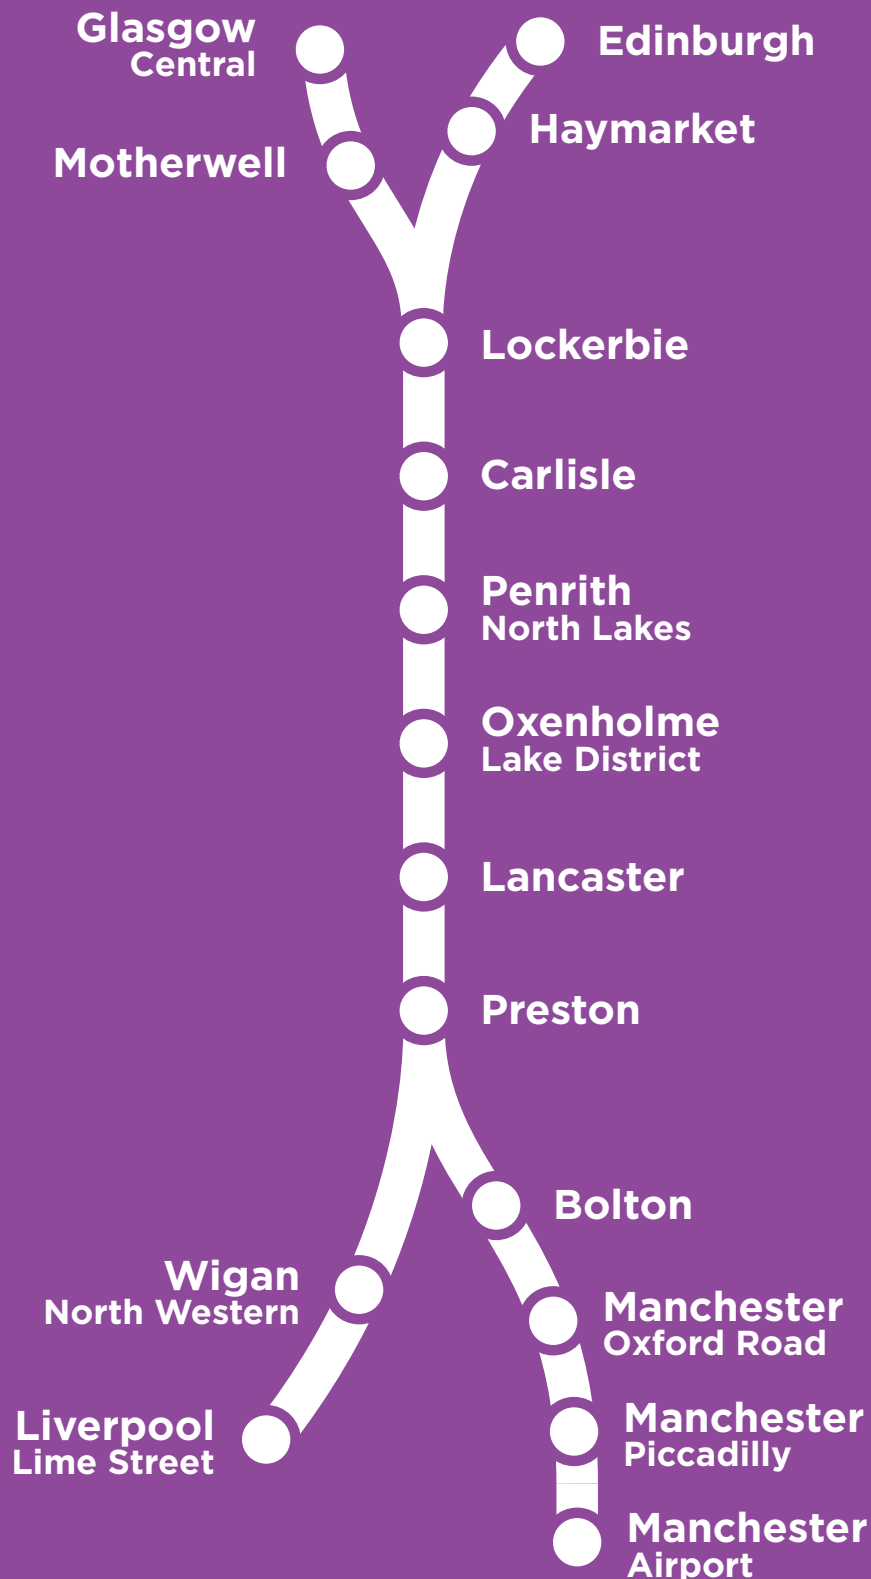 Glasgow
Central
Edinburgh
Haymarket
Motherwell
Lockerbie
Carlisle
Penrith
North Lakes
Oxenholme
Lake District
Lancaster
Preston
Bolton
Wigan
North Western
Manchester
Oxford Road
Liverpool
Lime Street
Manchester
Piccadilly
Manchester
Airport